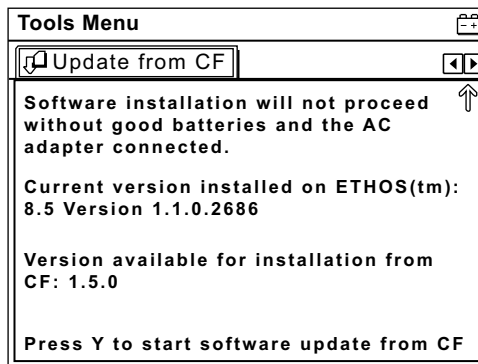 Tools Menu
Update from CF
Software installation will not proceed
without good batteries and the AC
adapter connected.
Current version installed on ETHOS(tm):
8.5 Version 1.1.0.2686
Version available for installation from
CF: 1.5.0
Press Y to start software update from CF